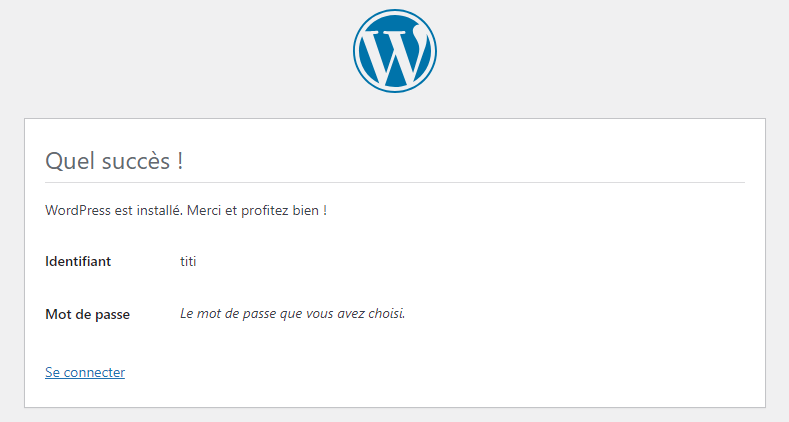 Quel succès !
WordPress est installé. Merci et profitez bien !
Identifiant titi
Mot de passe Le mot de passe que vous avez choisi.
Se connecter